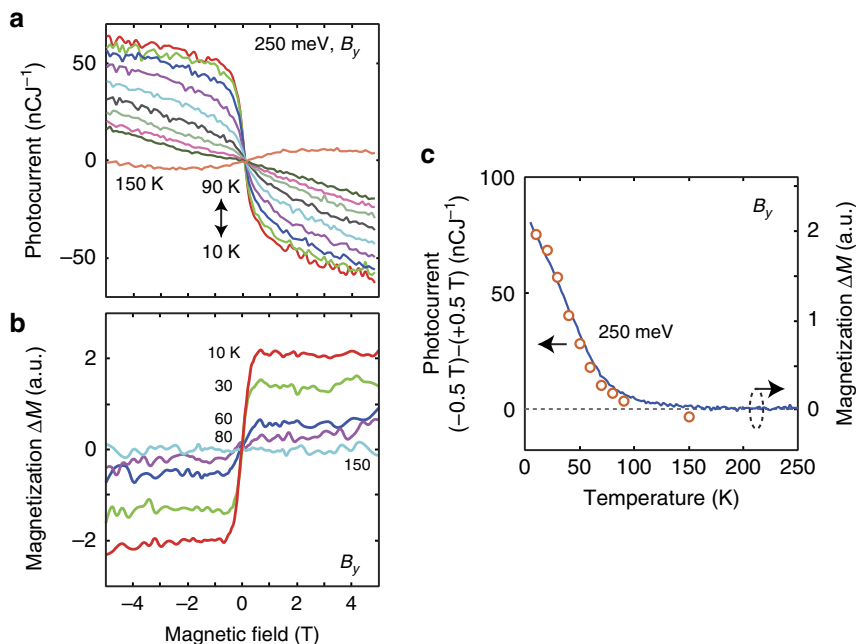 a
250 meV, By
Photocurrent (nCJ−1)
50
0
−50
150 K
90 K
10 K
b
Magnetization ΔM (a.u.)
2
0
−2
10 K
30
60
80
150
By
−4
−2
0
2
4
Magnetic field (T)
c
Photocurrent
(−0.5 T)−(+0.5 T) (nCJ−1)
100
50
0
By
250 meV
2
1
0
Magnetization ΔM (a.u.)
0
50
100
150
200
250
Temperature (K)